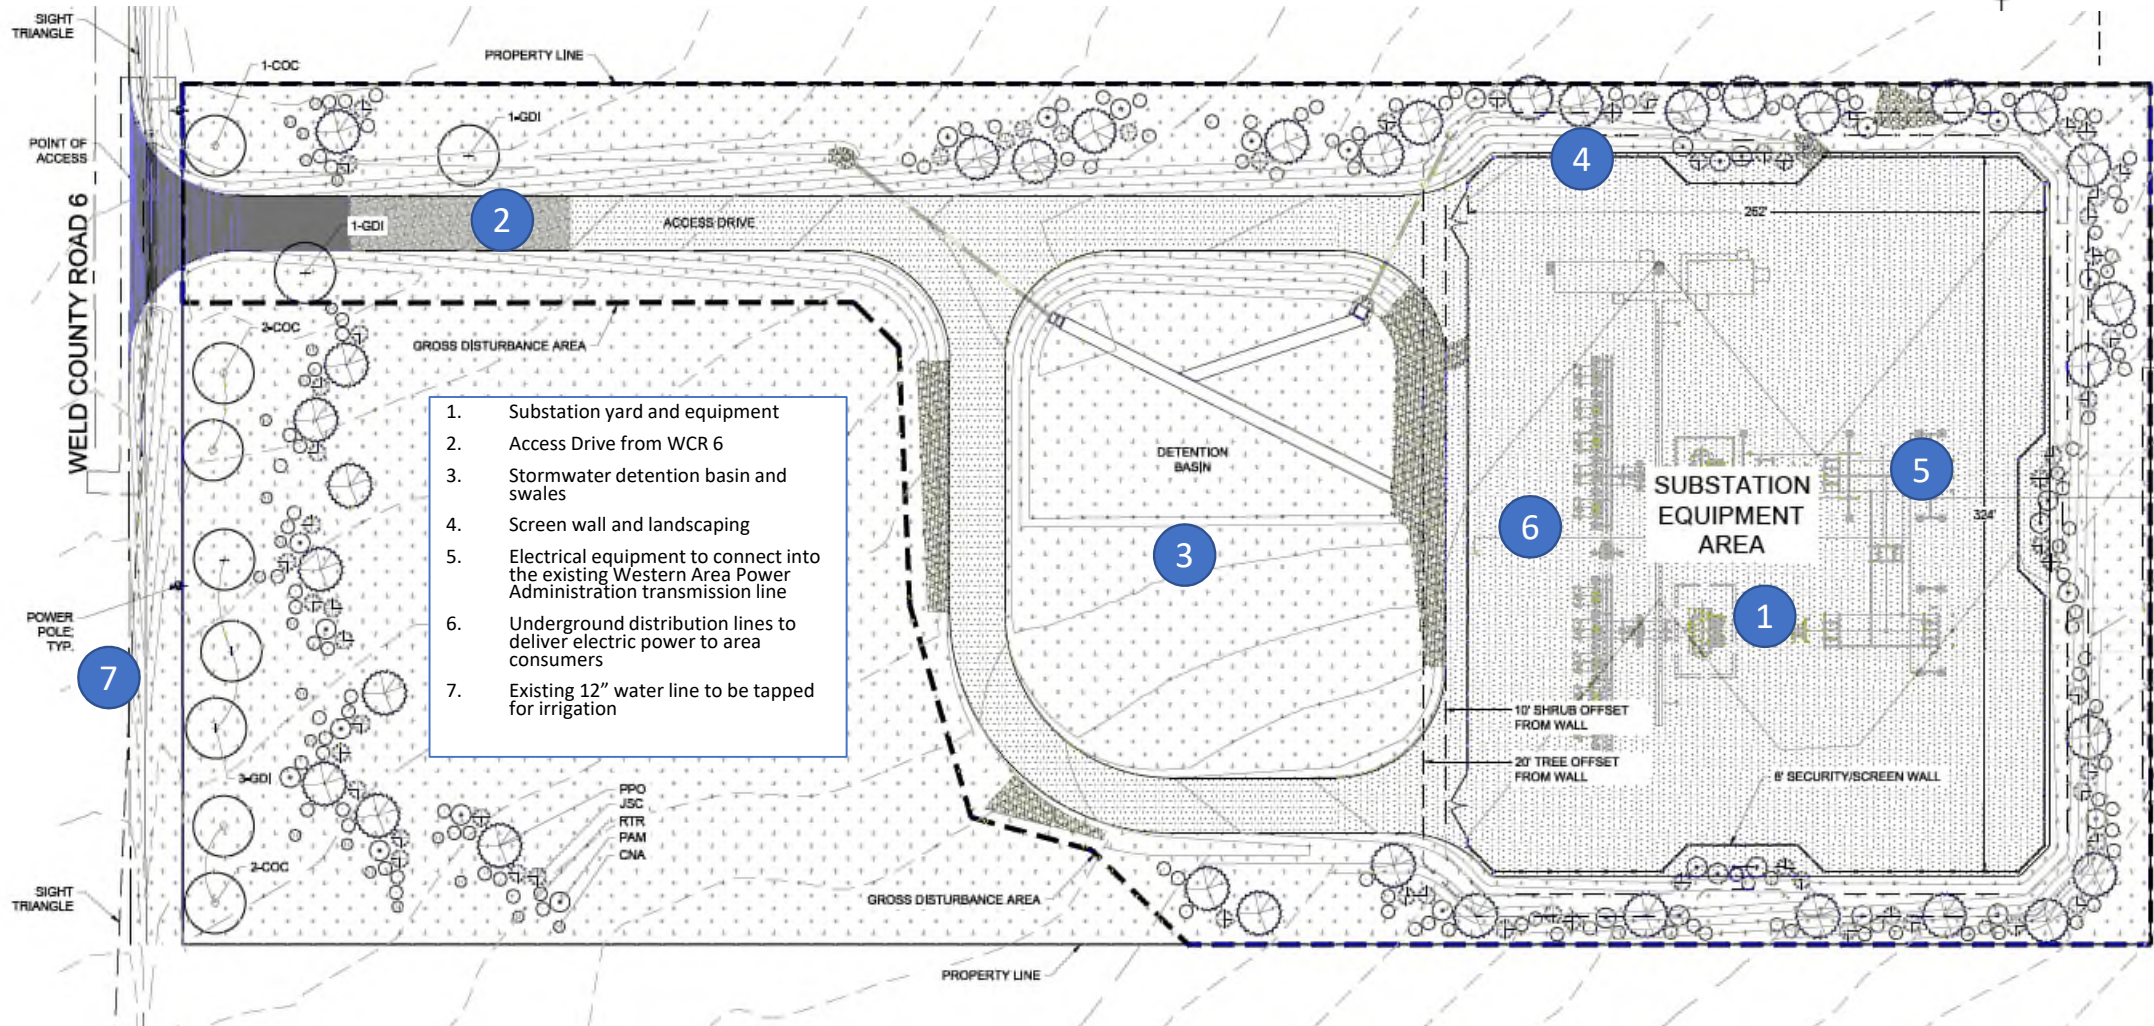 SIGHT
TRIANGLE
1-COC
PROPERTY LINE
1-GDI
POINT OF
ACCESS
WELD COUNTY ROAD 6
2
1-GDI
ACCESS DRIVE
4
252'
2-COC
GROSS DISTURBANCE AREA
1. Substation yard and equipment
2. Access Drive from WCR 6
3. Stormwater detention basin and
swales
4. Screen wall and landscaping
5. Electrical equipment to connect into
the existing Western Area Power
Administration transmission line
6. Underground distribution lines to
deliver electric power to area
consumers
7. Existing 12” water line to be tapped
for irrigation
DETENTION
BASIN
3
SUBSTATION
EQUIPMENT
AREA
5
6
324'
1
POWER
POLE,
TYP.
7
10' SHRUB OFFSET
FROM WALL
20' TREE OFFSET
FROM WALL
8' SECURITY/SCREEN WALL
3-GDI
PPO
JSC
RTR
PAM
CNA
2-COC
SIGHT
TRIANGLE
GROSS DISTURBANCE AREA
PROPERTY LINE